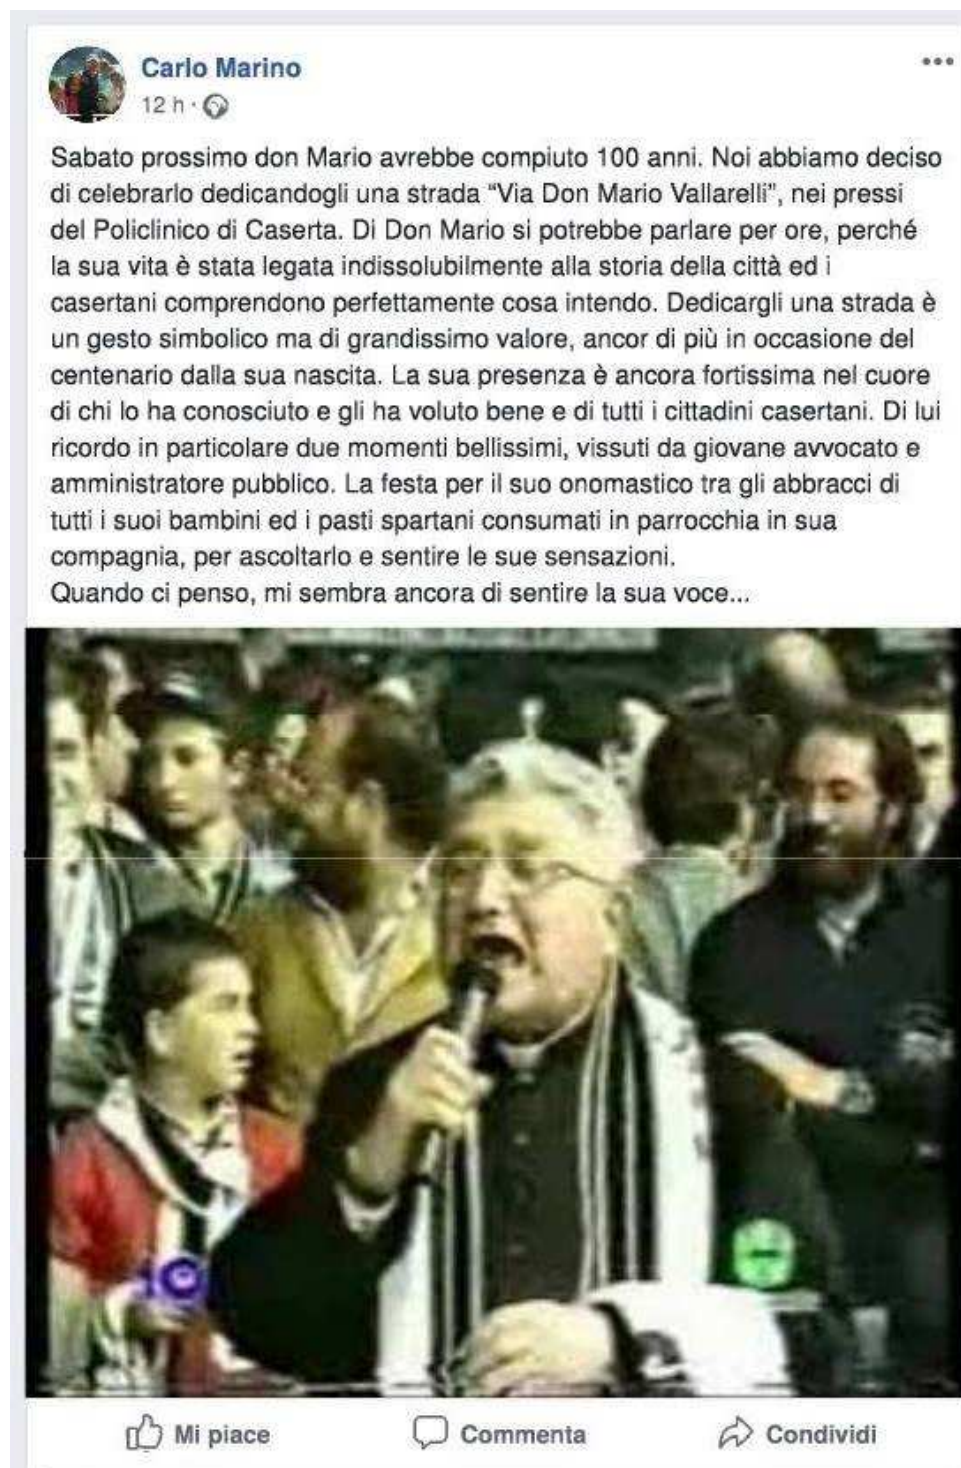 Carlo Marino
12 h ·
Sabato prossimo don Mario avrebbe compiuto 100 anni. Noi abbiamo deciso
di celebrarlo dedicandogli una strada “Via Don Mario Vallarelli”, nei pressi
del Policlinico di Caserta. Di Don Mario si potrebbe parlare per ore, perché
la sua vita è stata legata indissolubilmente alla storia della città ed i
casertani comprendono perfettamente cosa intendo. Dedicargli una strada è
un gesto simbolico ma di grandissimo valore, ancor di più in occasione del
centenario dalla sua nascita. La sua presenza è ancora fortissima nel cuore
di chi lo ha conosciuto e gli ha voluto bene e di tutti i cittadini casertani. Di lui
ricordo in particolare due momenti bellissimi, vissuti da giovane avvocato e
amministratore pubblico. La festa per il suo onomastico tra gli abbracci di
tutti i suoi bambini ed i pasti spartani consumati in parrocchia in sua
compagnia, per ascoltarlo e sentire le sue sensazioni.
Quando ci penso, mi sembra ancora di sentire la sua voce...
Mi piace
Commenta
Condividi